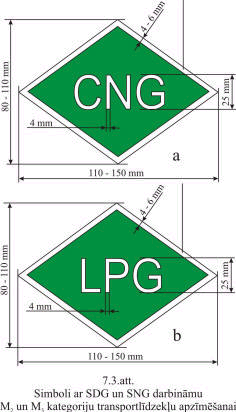 4 - 6 mm
80 - 110 mm
CNG
25 mm
4 mm
a
110 - 150 mm
4 - 6 mm
80 - 110 mm
LPG
25 mm
4 mm
b
110 - 150 mm
7.3.att.
Simboli ar SDG un SNG darbināmu
M₂ un M₃ kategoriju transportlīdzekļu apzīmēšanai